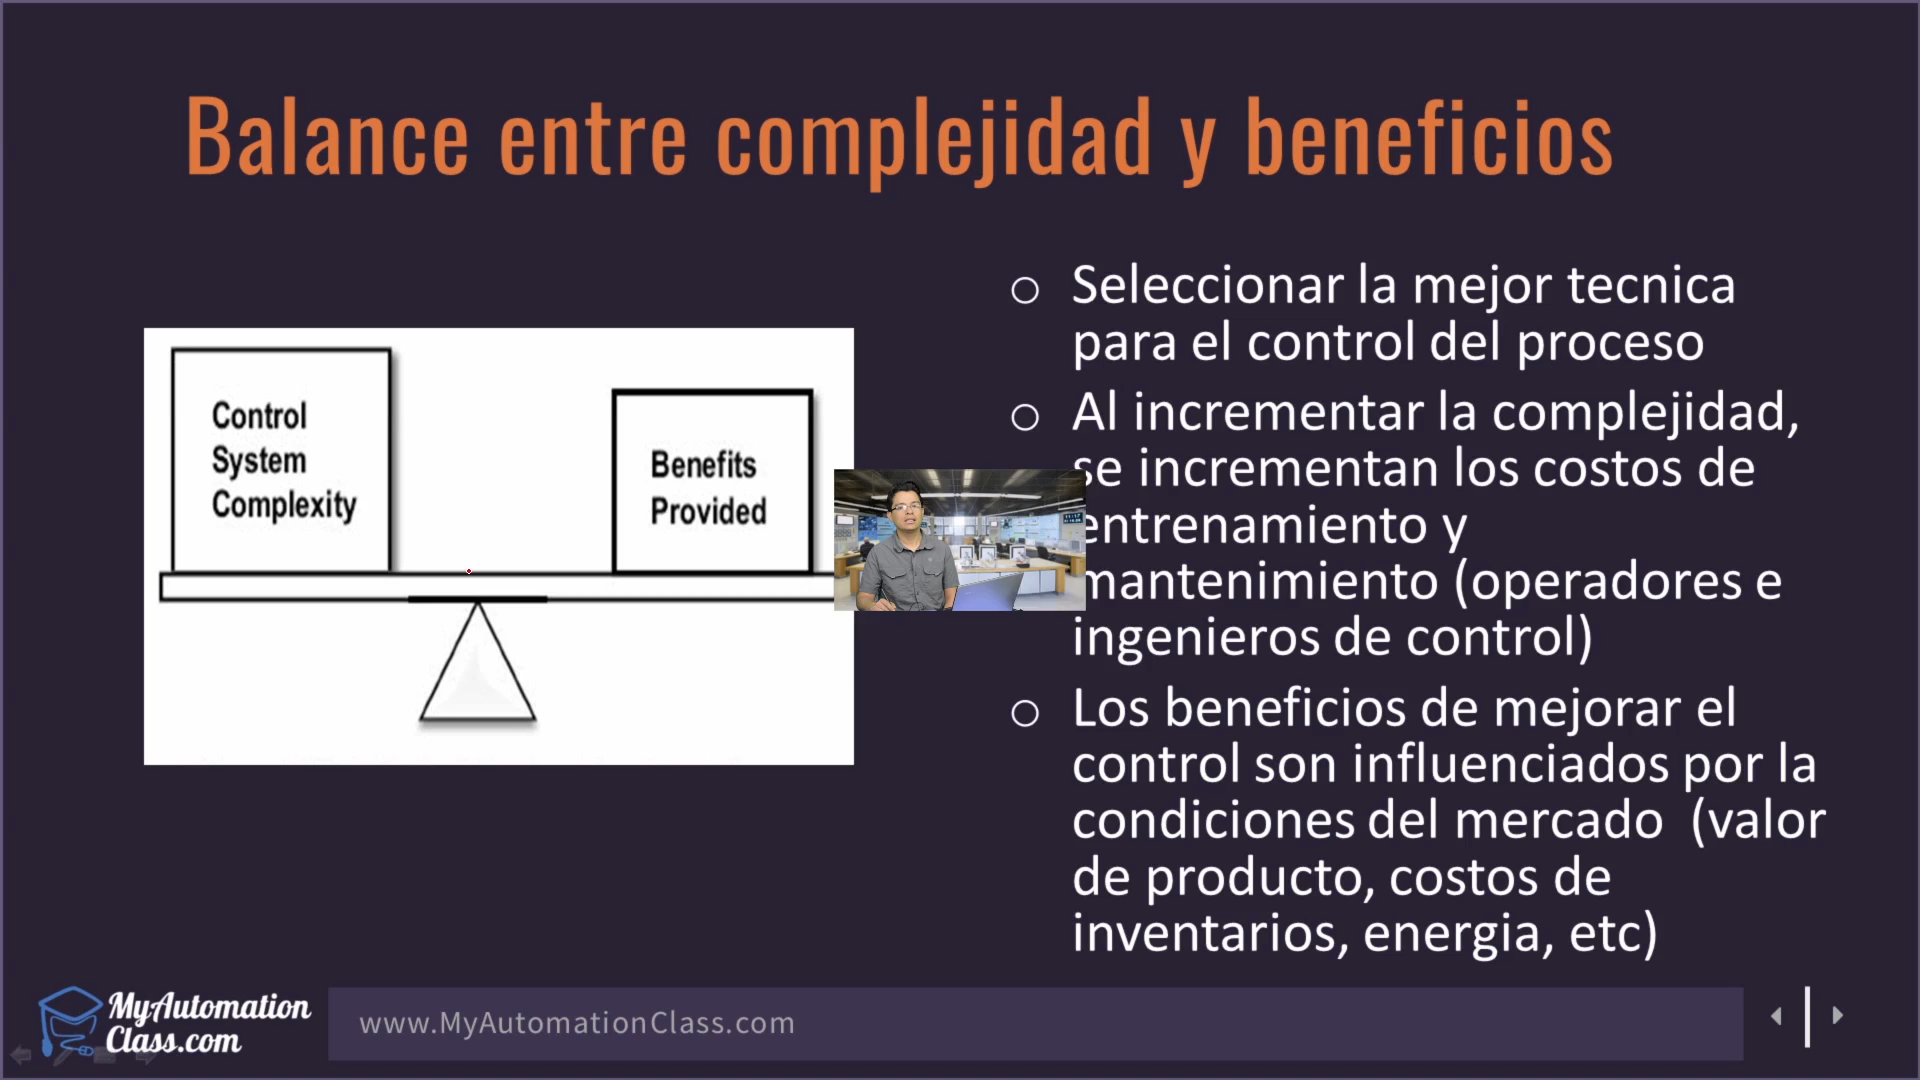 Balance entre complejidad y beneficios
Control
System
Complexity
Benefits
Provided
Seleccionar la mejor tecnica
para el control del proceso
Al incrementar la complejidad,
se incrementan los costos de
entrenamiento y
mantenimiento (operadores e
ingenieros de control)
Los beneficios de mejorar el
control son influenciados por la
condiciones del mercado (valor
de producto, costos de
inventarios, energia, etc)
MyAutomation
Class.com
www.MyAutomationClass.com